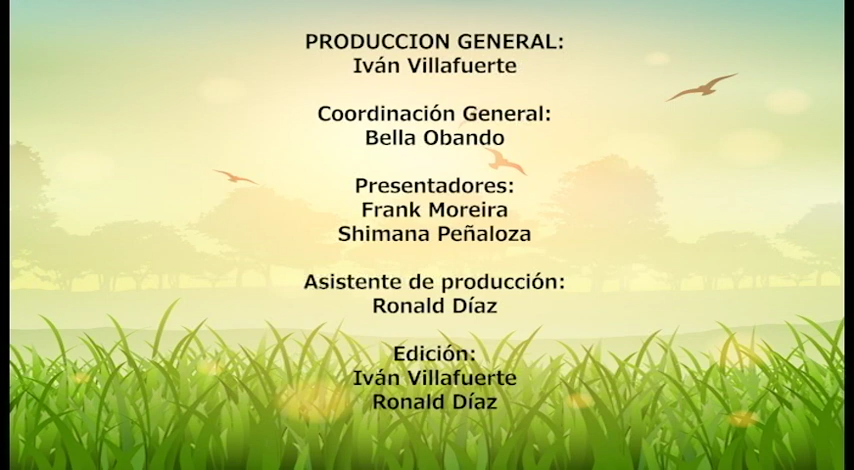 PRODUCCION GENERAL:
Iván Villafuerte
Coordinación General:
Bella Obando
Presentadores:
Frank Moreira
Shimana Peñaloza
Asistente de producción:
Ronald Díaz
Edición:
Iván Villafuerte
Ronald Díaz